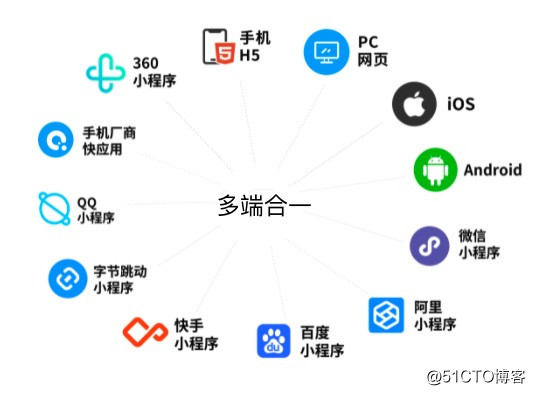 手机
H5
PC
网页
360
小程序
iOS
手机厂商
快应用
Android
QQ
小程序
多端合一
微信
小程序
字节跳动
小程序
阿里
小程序
快手
小程序
百度
小程序
du
@51CTO博客